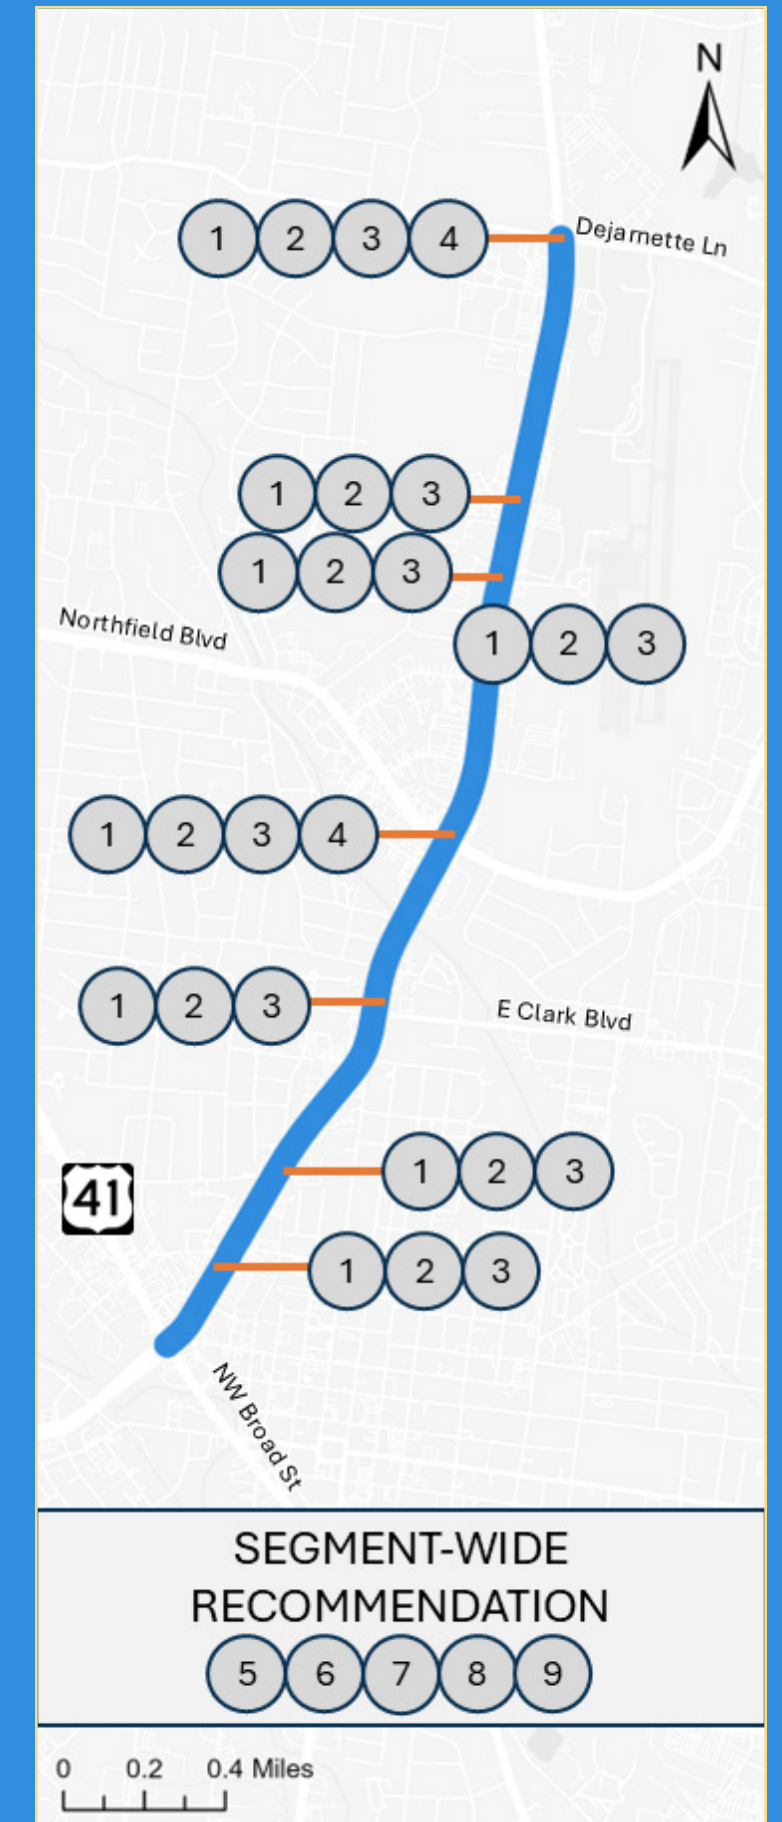 N
Dejarnette Ln
1 2 3 4
1 2 3
1 2 3
Northfield Blvd
1 2 3
1 2 3 4
1 2 3
E Clark Blvd
1 2 3
41
1 2 3
NW Broad St
SEGMENT-WIDE
RECOMMENDATION
5 6 7 8 9
0 0.2 0.4 Miles